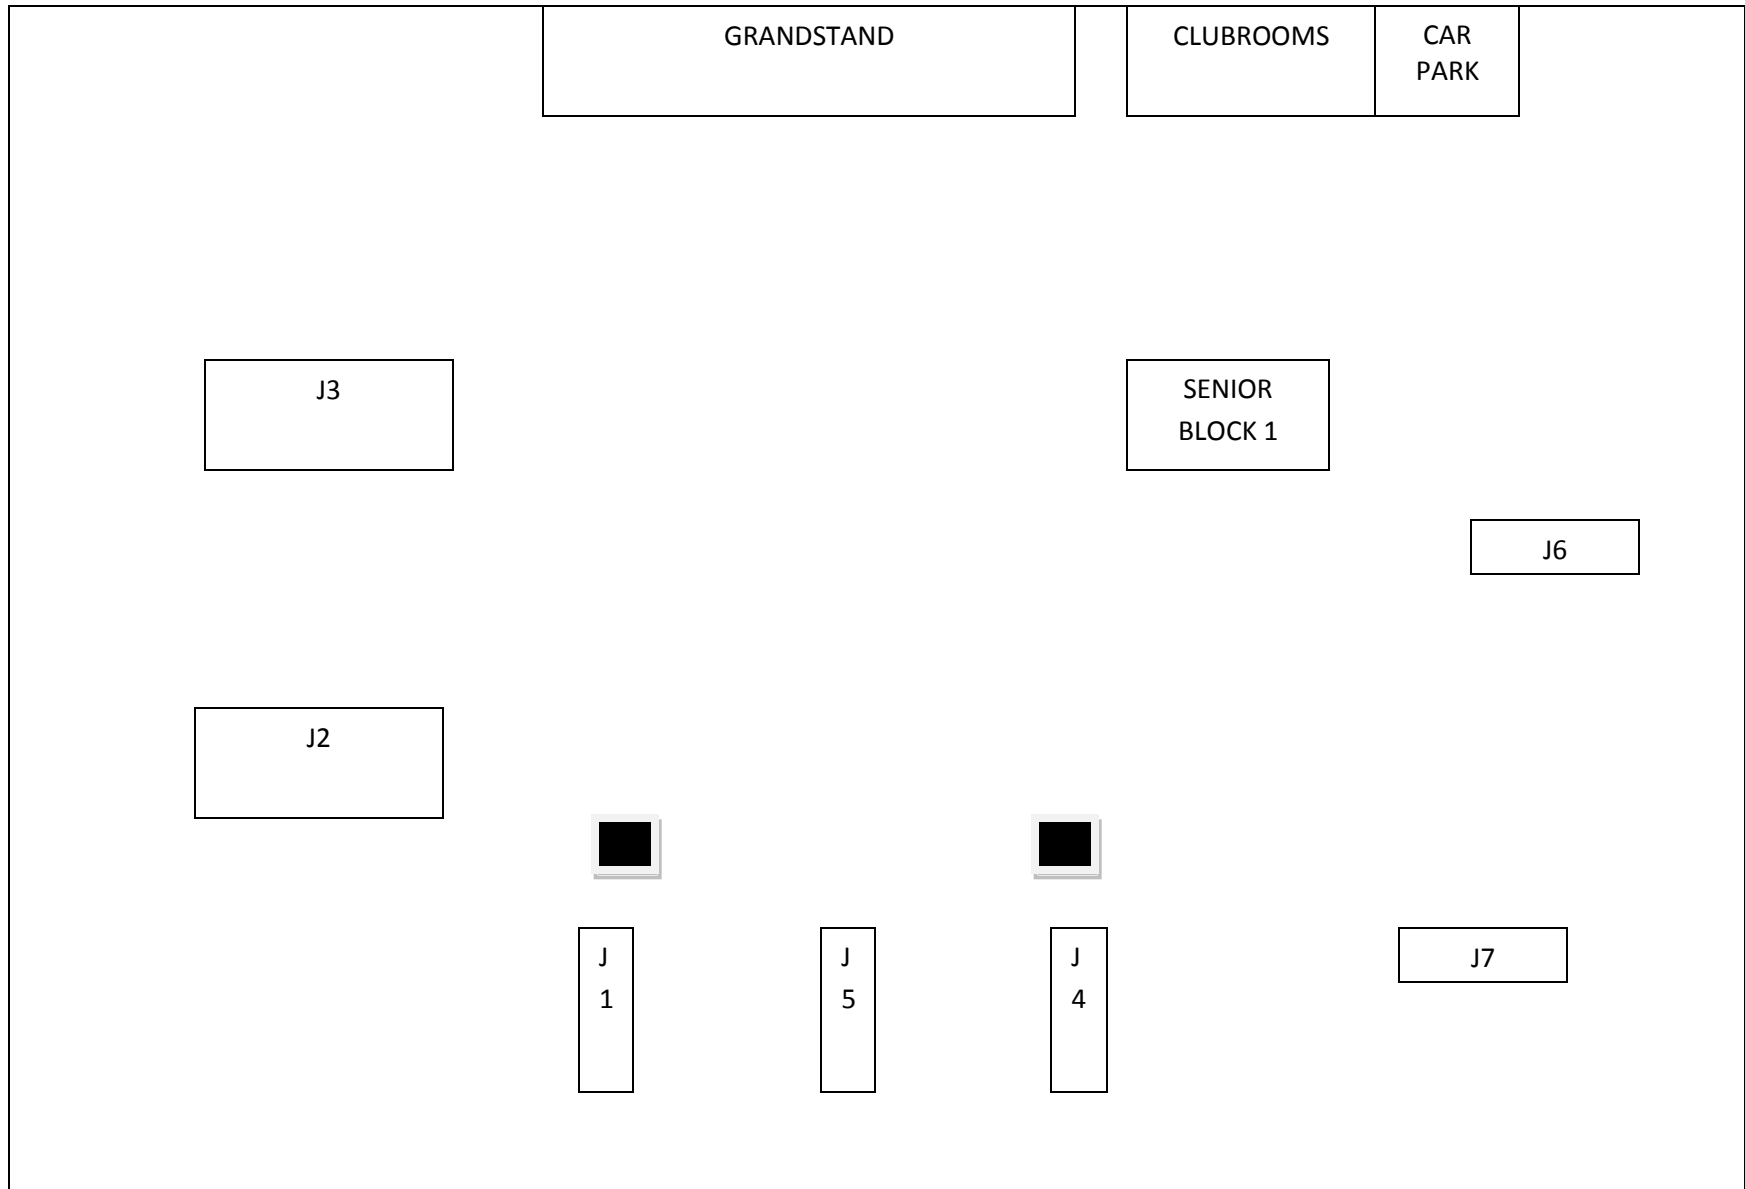 GRANDSTAND
CLUBROOMS
CAR
PARK
J3
SENIOR
BLOCK 1
J6
J2
J
1
J
5
J
4
J7